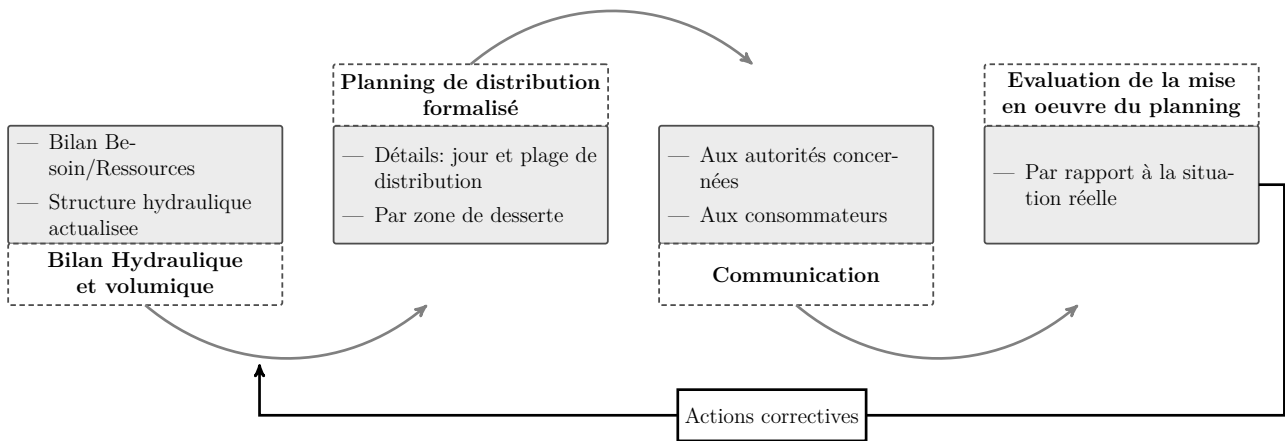 — Bilan Be-
soin/Ressources
— Structure hydraulique
actualisee
Bilan Hydraulique
et volumique
Planning de distribution
formalisé
— Détails: jour et plage de
distribution
— Par zone de desserte
— Aux autorités concer-
nées
— Aux consommateurs
Communication
Evaluation de la mise
en oeuvre du planning
— Par rapport à la situa-
tion réelle
Actions correctives